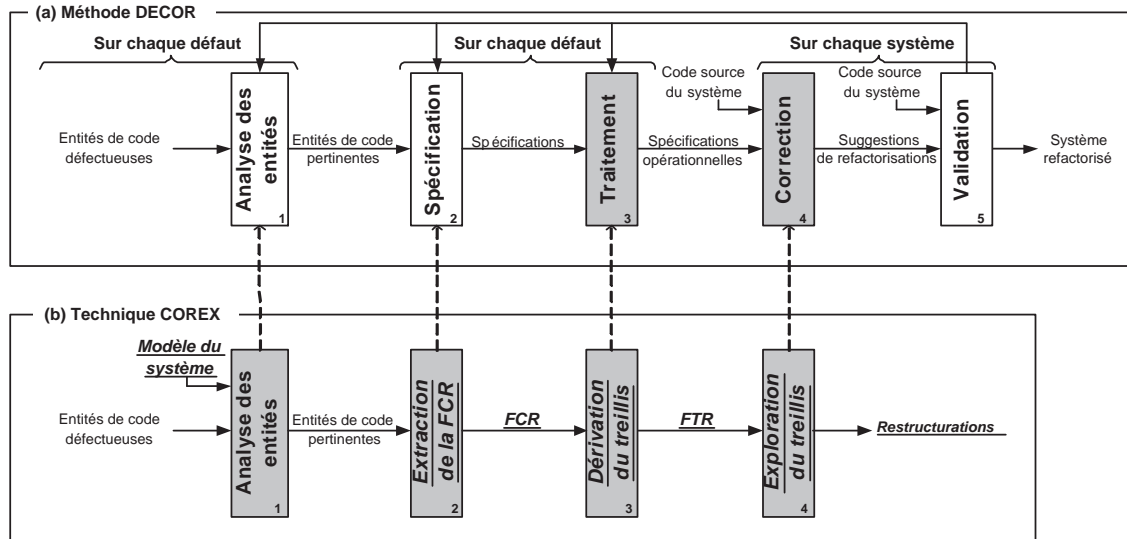 (a) Méthode DECOR
Sur chaque défaut
Sur chaque défaut
Sur chaque système
Entités de code
défectueuses
Analyse des
entités
1
Entités de code
pertinentes
Spécification
2
Spécifications
Traitement
3
Spécifications
opérationnelles
Code source
du système
Correction
4
Suggestions
de refactorisations
Code source
du système
Validation
5
Système
refactorisé
(b) Technique COREX
Modèle du
système
Entités de code
défectueuses
Analyse des
entités
1
Entités de code
pertinentes
Extraction
de la FCR
2
FCR
Dérivation
du treillis
3
FTR
Exploration
du treillis
4
Restructurations